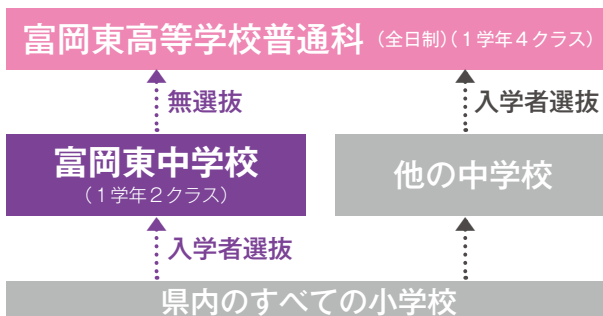 富岡東高等学校普通科(全日制)(1学年4クラス)
無選抜
入学者選抜
富岡東中学校
(1学年2クラス)
他の中学校
入学者選抜
県内のすべての小学校